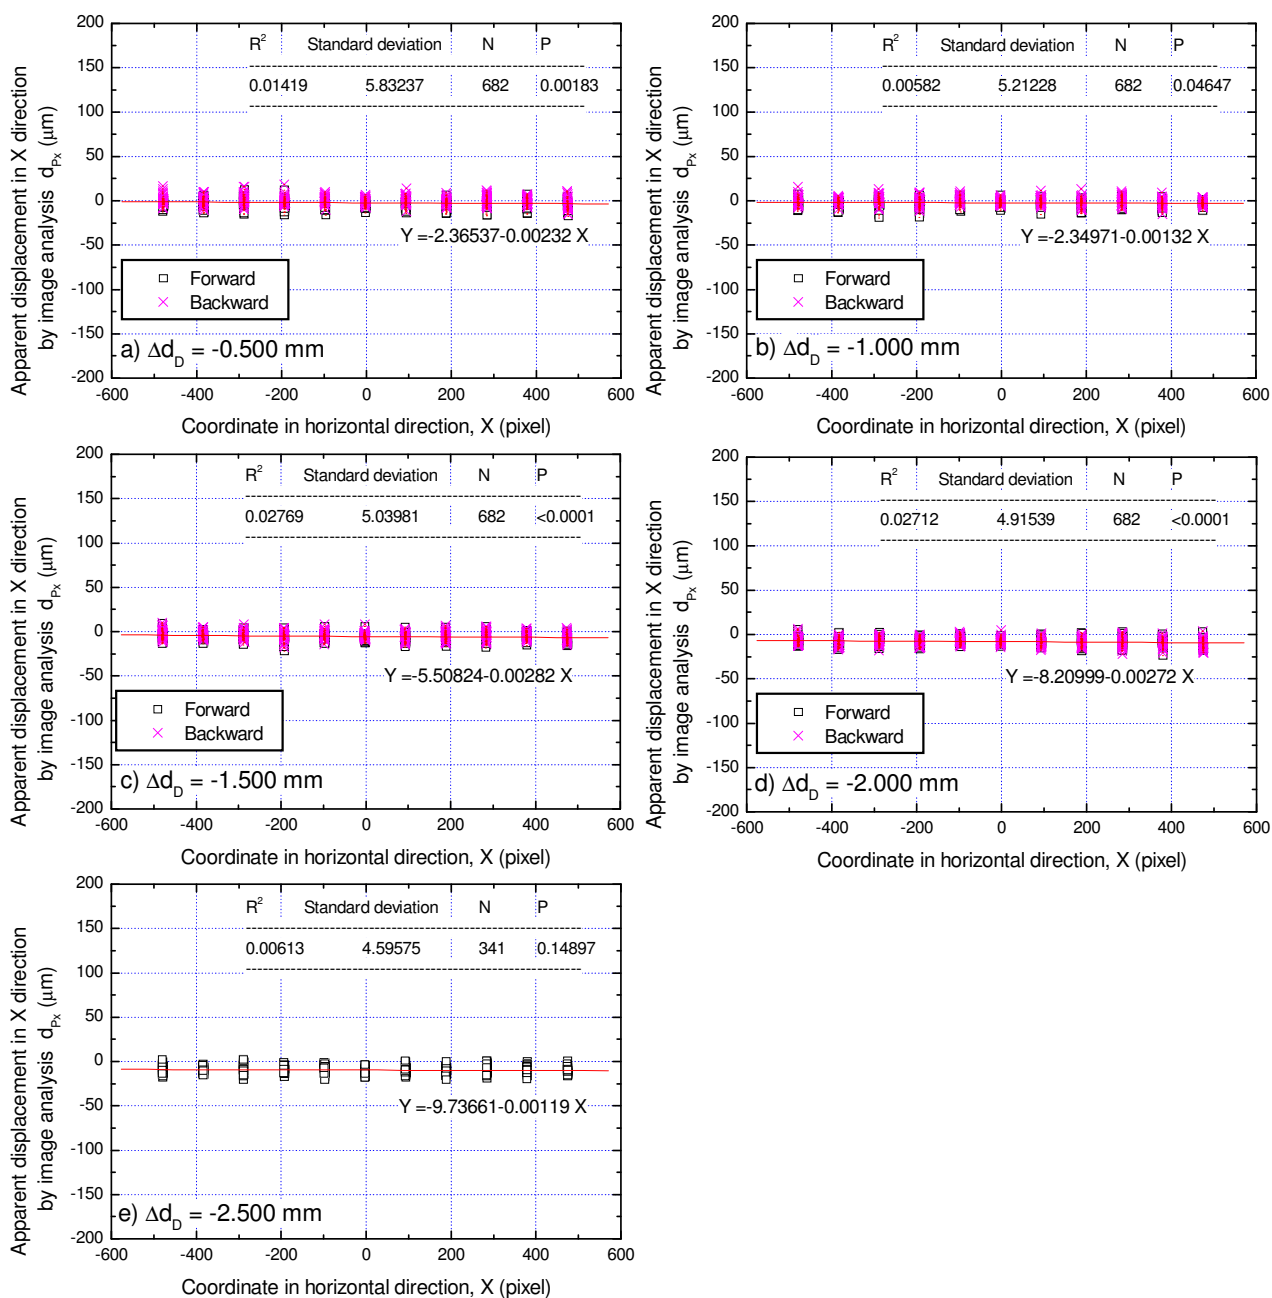 R² Standard deviation N P
0.01419 5.83237 682 0.00183
Y=-2.36537-0.00232 X
Forward
Backward
a) Δd_D = -0.500 mm
200
150
100
50
0
-50
-100
-150
-200
-600 -400 -200 0 200 400 600
Coordinate in horizontal direction, X (pixel)
Apparent displacement in X direction
by image analysis d_Px (μm)
R² Standard deviation N P
0.00582 5.21228 682 0.04647
Y=-2.34971-0.00132 X
Forward
Backward
b) Δd_D = -1.000 mm
200
150
100
50
0
-50
-100
-150
-200
-600 -400 -200 0 200 400 600
Coordinate in horizontal direction, X (pixel)
Apparent displacement in X direction
by image analysis d_Px (μm)
R² Standard deviation N P
0.02769 5.03981 682 <0.0001
Y=-5.50824-0.00282 X
Forward
Backward
c) Δd_D = -1.500 mm
200
150
100
50
0
-50
-100
-150
-200
-600 -400 -200 0 200 400 600
Coordinate in horizontal direction, X (pixel)
Apparent displacement in X direction
by image analysis d_Px (μm)
R² Standard deviation N P
0.02712 4.91539 682 <0.0001
Y =-8.20999-0.00272 X
Forward
Backward
d) Δd_D = -2.000 mm
200
150
100
50
0
-50
-100
-150
-200
-600 -400 -200 0 200 400 600
Coordinate in horizontal direction, X (pixel)
Apparent displacement in X direction
by image analysis d_Px (μm)
R² Standard deviation N P
0.00613 4.59575 341 0.14897
Y =-9.73661-0.00119 X
e) Δd_D = -2.500 mm
200
150
100
50
0
-50
-100
-150
-200
-600 -400 -200 0 200 400 600
Coordinate in horizontal direction, X (pixel)
Apparent displacement in X direction
by image analysis d_Px (μm)